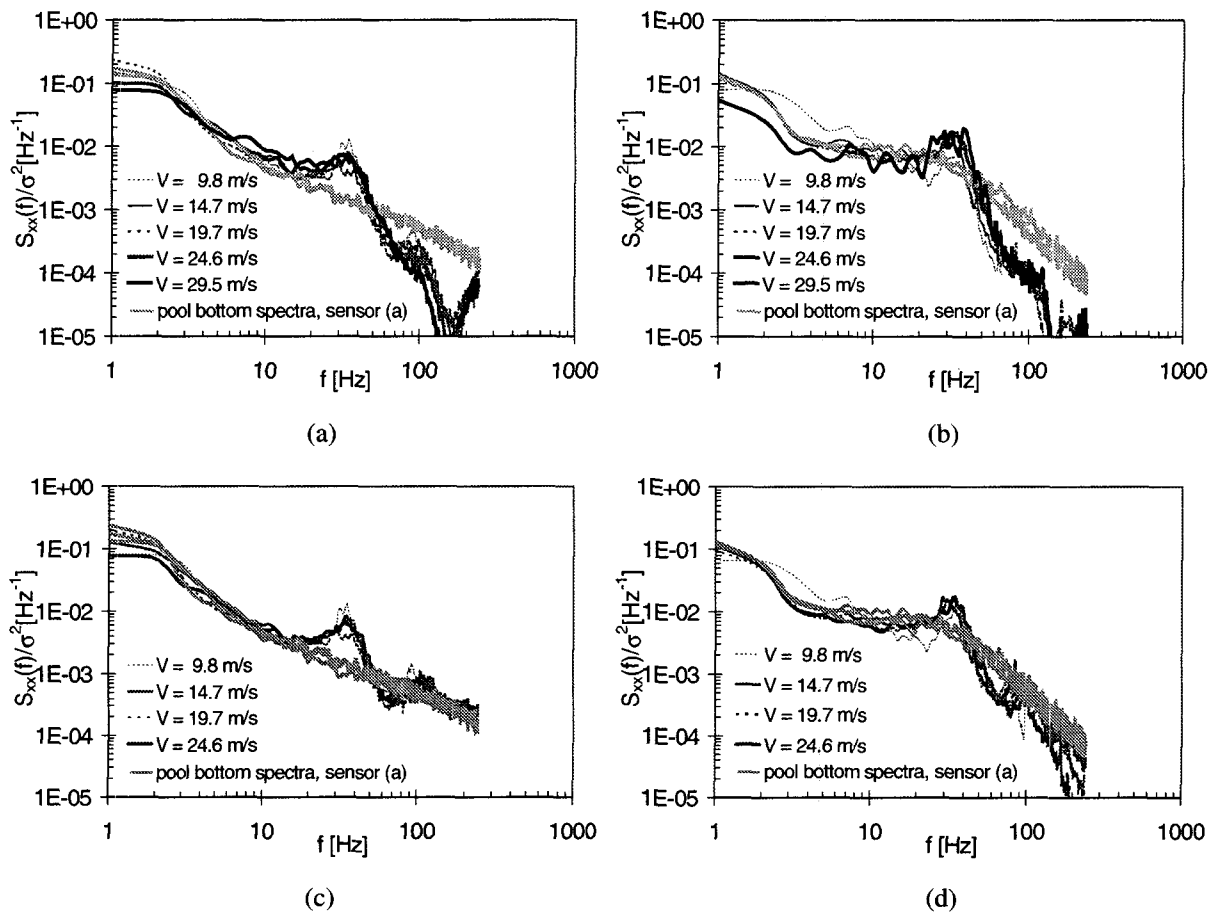 1E+00
1E-01
1E-02
1E-03
1E-04
1E-05
Sxx(f)/σ²[Hz⁻¹]
V = 9.8 m/s
V = 14.7 m/s
V = 19.7 m/s
V = 24.6 m/s
V = 29.5 m/s
pool bottom spectra, sensor (a)
1 10 100 1000
f [Hz]
(a)
1E+00
1E-01
1E-02
1E-03
1E-04
1E-05
Sxx(f)/σ²[Hz⁻¹]
V = 9.8 m/s
V = 14.7 m/s
V = 19.7 m/s
V = 24.6 m/s
V = 29.5 m/s
pool bottom spectra, sensor (a)
1 10 100 1000
f [Hz]
(b)
1E+00
1E-01
1E-02
1E-03
1E-04
1E-05
Sxx(f)/σ²[Hz⁻¹]
V = 9.8 m/s
V = 14.7 m/s
V = 19.7 m/s
V = 24.6 m/s
pool bottom spectra, sensor (a)
1 10 100 1000
f [Hz]
(c)
1E+00
1E-01
1E-02
1E-03
1E-04
1E-05
Sxx(f)/σ²[Hz⁻¹]
V = 9.8 m/s
V = 14.7 m/s
V = 19.7 m/s
V = 24.6 m/s
pool bottom spectra, sensor (a)
1 10 100 1000
f [Hz]
(d)